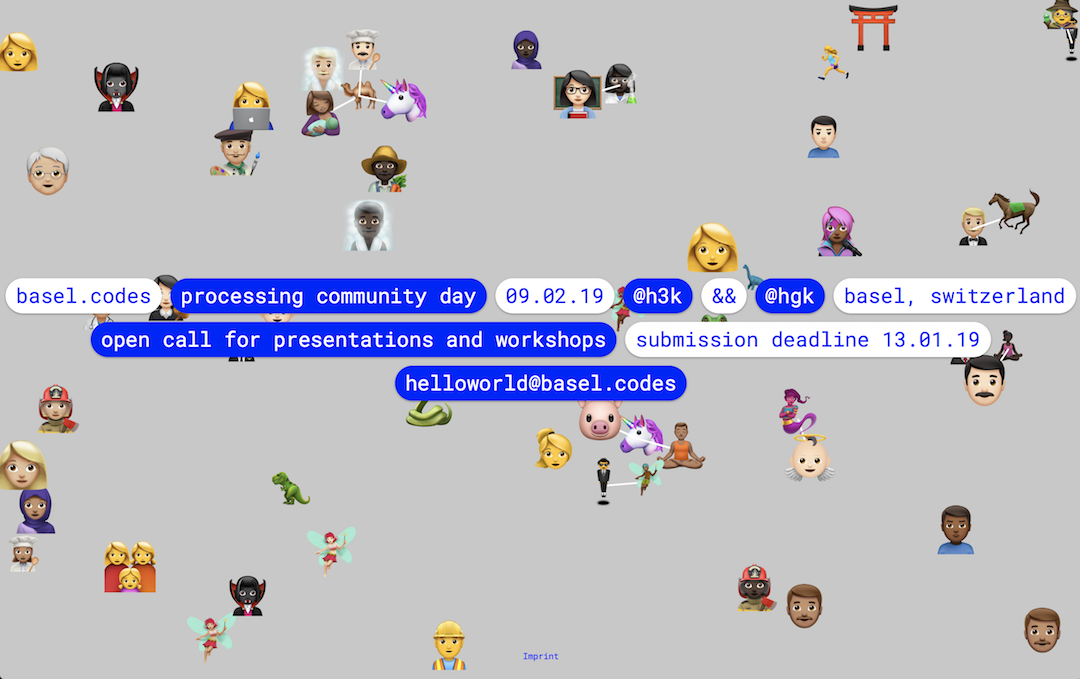 basel.codes processing community day 09.02.19 @h3k && @hgk basel, switzerland
open call for presentations and workshops submission deadline 13.01.19
helloworld@basel.codes
Imprint